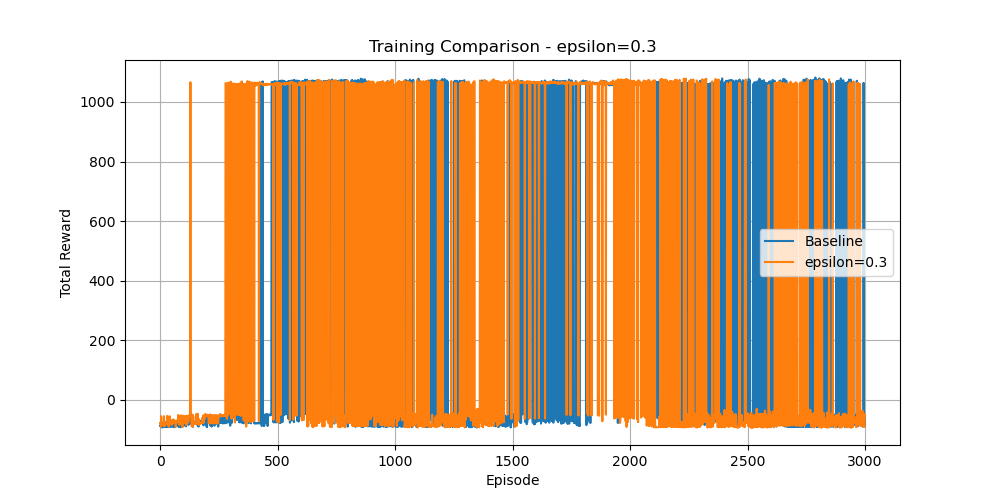 Training Comparison - epsilon=0.3
Total Reward
1000
800
600
400
200
0
Baseline
epsilon=0.3
0 500 1000 1500 2000 2500 3000
Episode